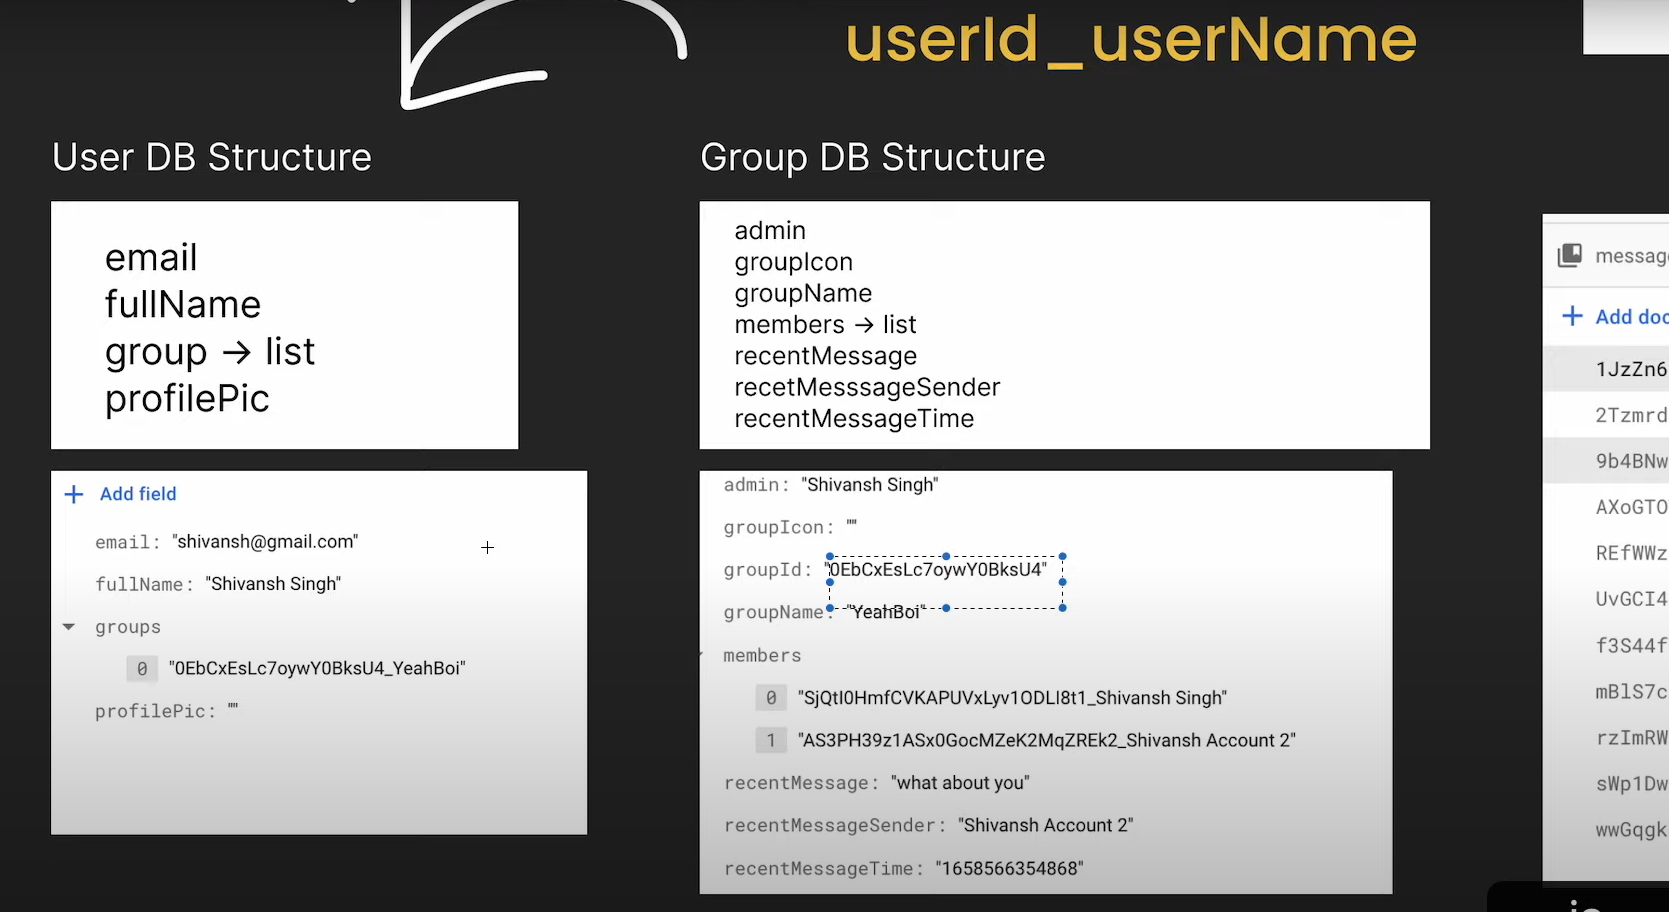 userId_userName
User DB Structure
email
fullName
group → list
profilePic
Group DB Structure
admin
groupIcon
groupName
members → list
recentMessage
recetMesssageSender
recentMessageTime
+ Add field
email: "shivansh@gmail.com"
fullName: "Shivansh Singh"
groups
0 "0EbCxEsLc7oywY0BksU4_YeahBoi"
profilePic: ""
admin: "Shivansh Singh"
groupIcon: ""
groupId: "0EbCxEsLc7oywY0BksU4"
groupName: "YeahBoi"
members
0 "SjQtI0HmfCVKAPUVxLyv1ODLI8t1_Shivansh Singh"
1 "AS3PH39z1ASx0GocMZeK2MqZREk2_Shivansh Account 2"
recentMessage: "what about you"
recentMessageSender: "Shivansh Account 2"
recentMessageTime: "1658566354868"
messag
+ Add doc
1JzZn6
2Tzmrd
9b4BNw
AXoGTO
REfWWz
UvGCI4
f3S44f
mBlS7c
rzImRW
sWp1Dw
wwGqgk